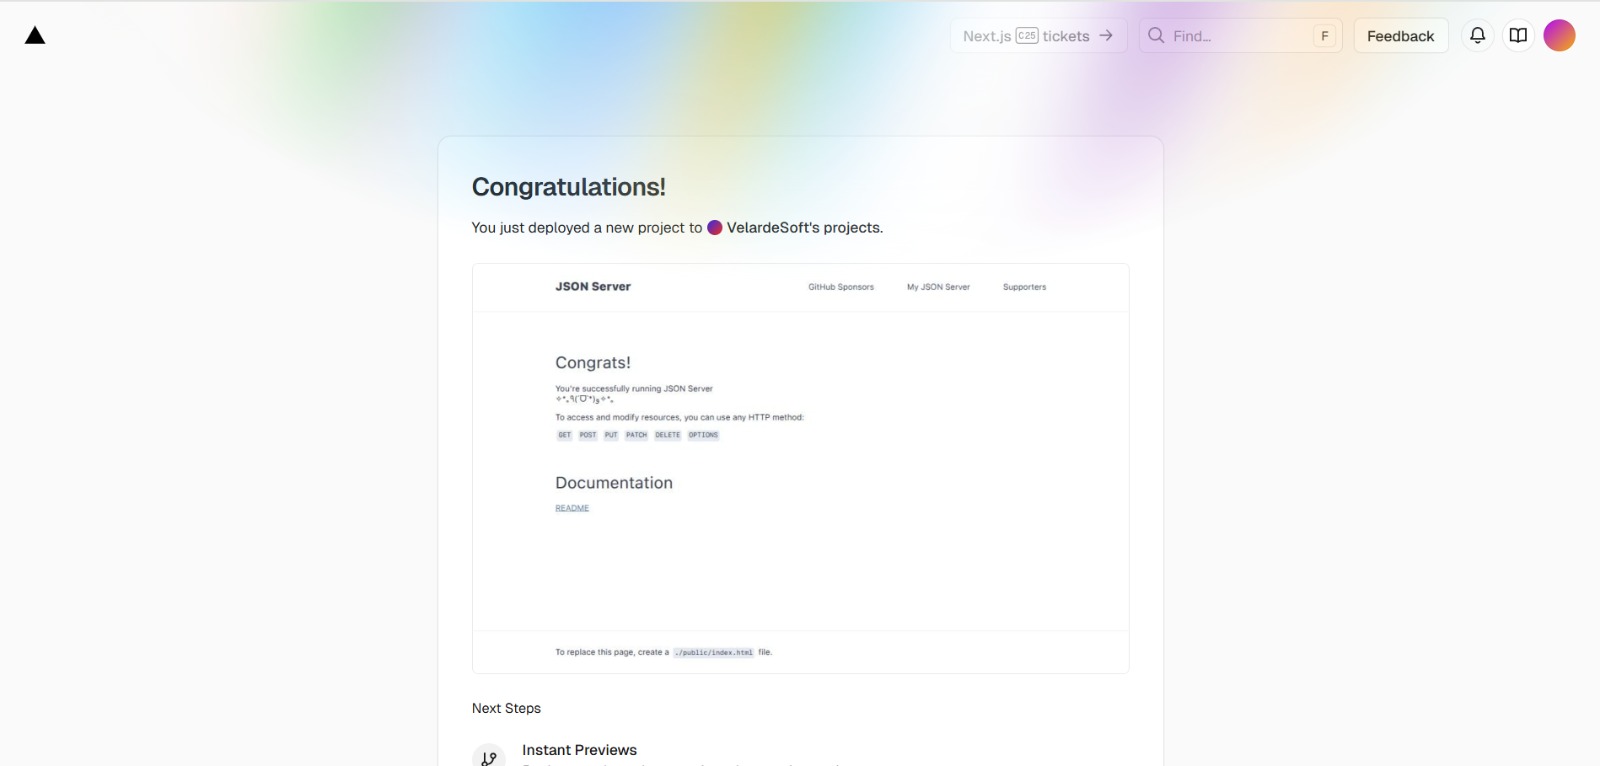 Next.js C25 tickets →
Find...
F
Feedback
Congratulations!
You just deployed a new project to VelardeSoft's projects.
JSON Server
GitHub Sponsors
My JSON Server
Supporters
Congrats!
You're successfully running JSON Server
To access and modify resources, you can use any HTTP method:
GET POST PUT PATCH DELETE OPTIONS
Documentation
README
To replace this page, create a ./public/index.html file.
Next Steps
Instant Previews